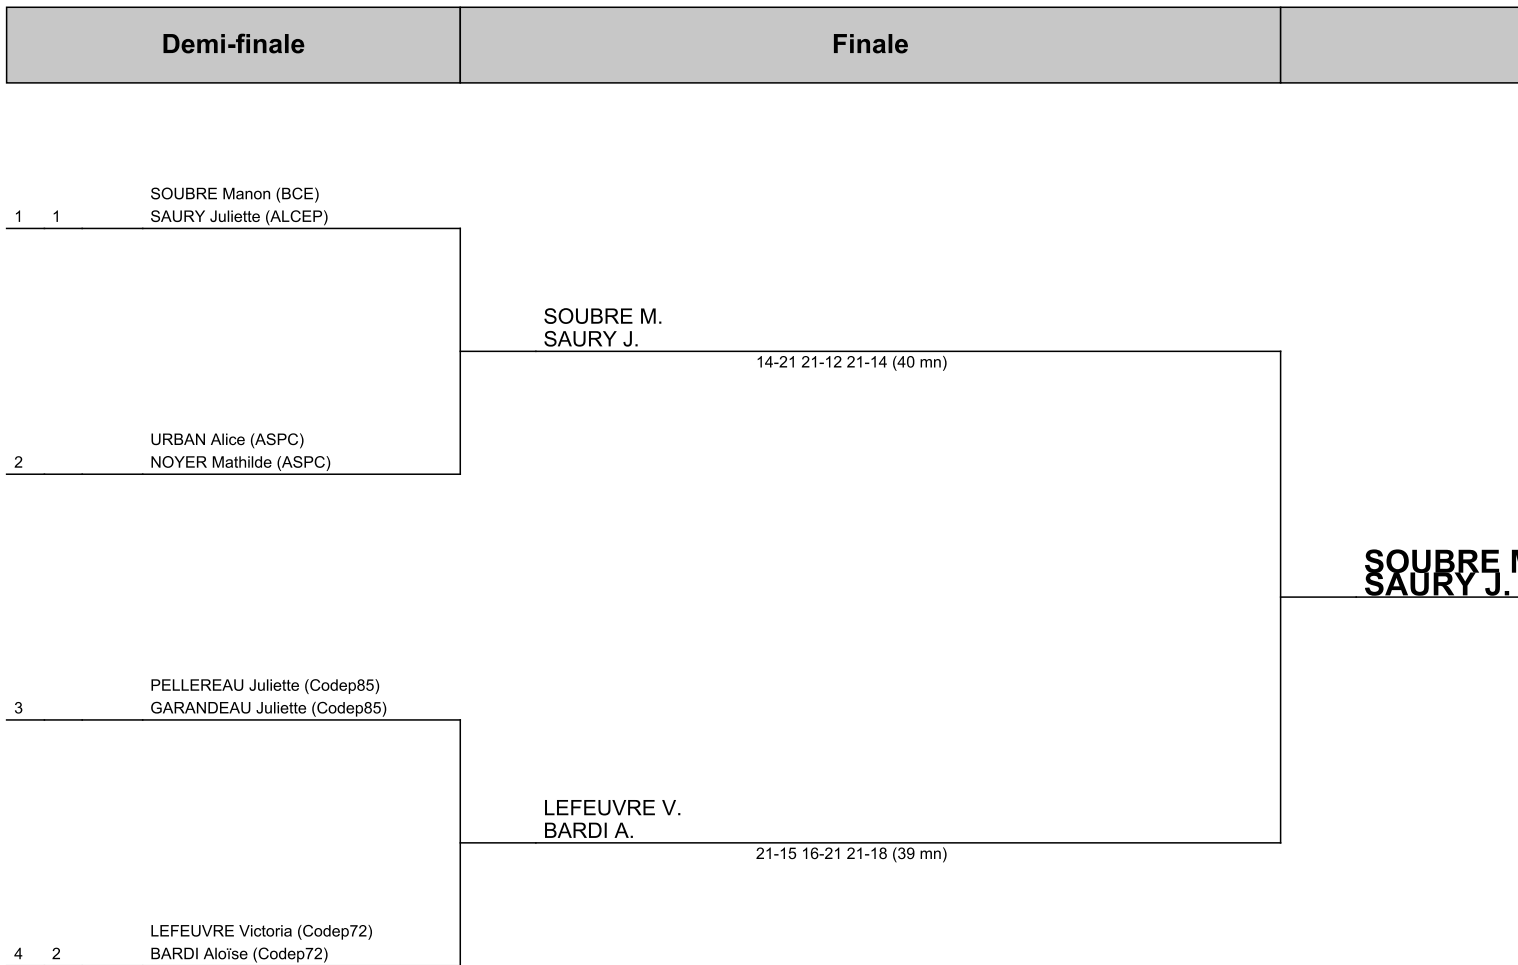 Demi-finale
Finale
SOUBRE Manon (BCE)
1 1 SAURY Juliette (ALCEP)
SOUBRE M.
SAURY J.
14-21 21-12 21-14 (40 mn)
URBAN Alice (ASPC)
2 NOYER Mathilde (ASPC)
SOUBRE
SAURY J.
PELLEREAU Juliette (Codep85)
3 GARANDEAU Juliette (Codep85)
LEFEUVRE V.
BARDI A.
21-15 16-21 21-18 (39 mn)
LEFEUVRE Victoria (Codep72)
4 2 BARDI Aloïse (Codep72)